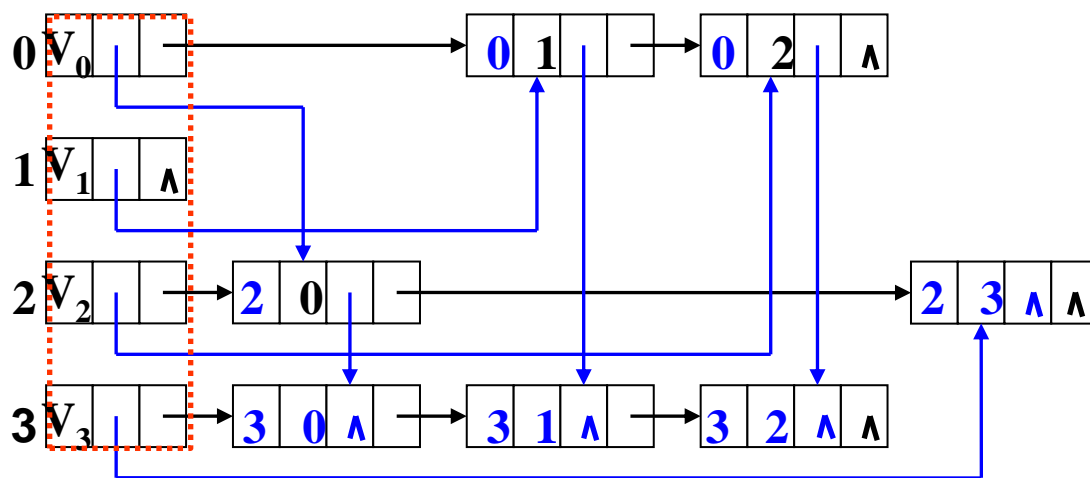 0 V0 0 1 0 2 ∧
1 V1 ∧
2 V2 2 0 2 3 ∧ ∧
3 V3 3 0 ∧ 3 1 ∧ 3 2 ∧ ∧